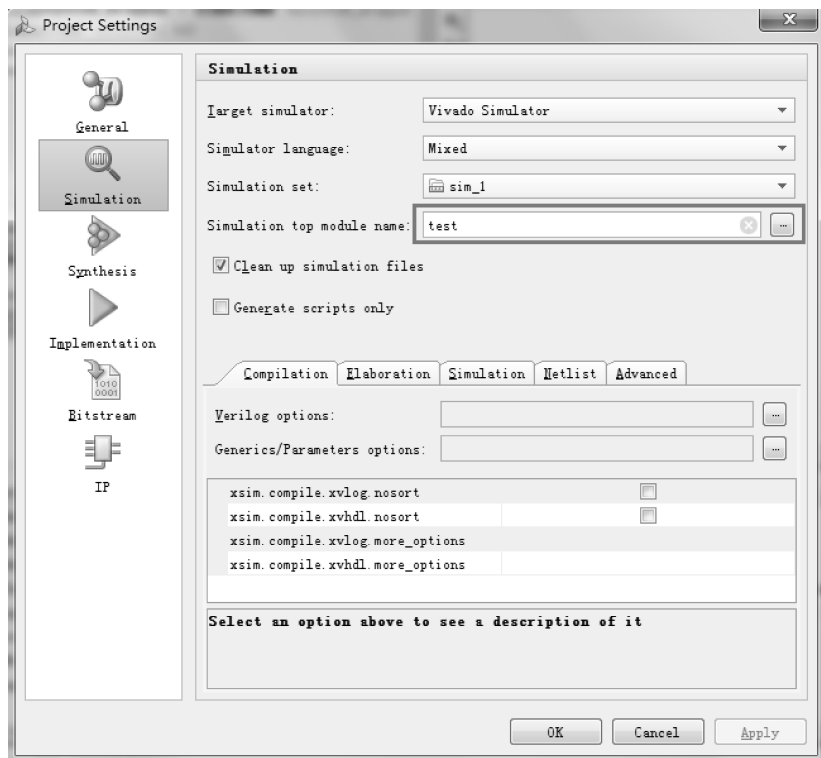 Project Settings
General
Simulation
Synthesis
Implementation
Bitstream
IP
Simulation
Target simulator: Vivado Simulator
Simulator language: Mixed
Simulation set: sim_1
Simulation top module name: test
Clean up simulation files
Generate scripts only
Compilation Elaboration Simulation Netlist Advanced
Verilog options: ...
Generics/Parameters options: ...
xsim.compile.xvlog.nosort
xsim.compile.xvhdl.nosort
xsim.compile.xvlog.more_options
xsim.compile.xvhdl.more_options
Select an option above to see a description of it
OK Cancel Apply